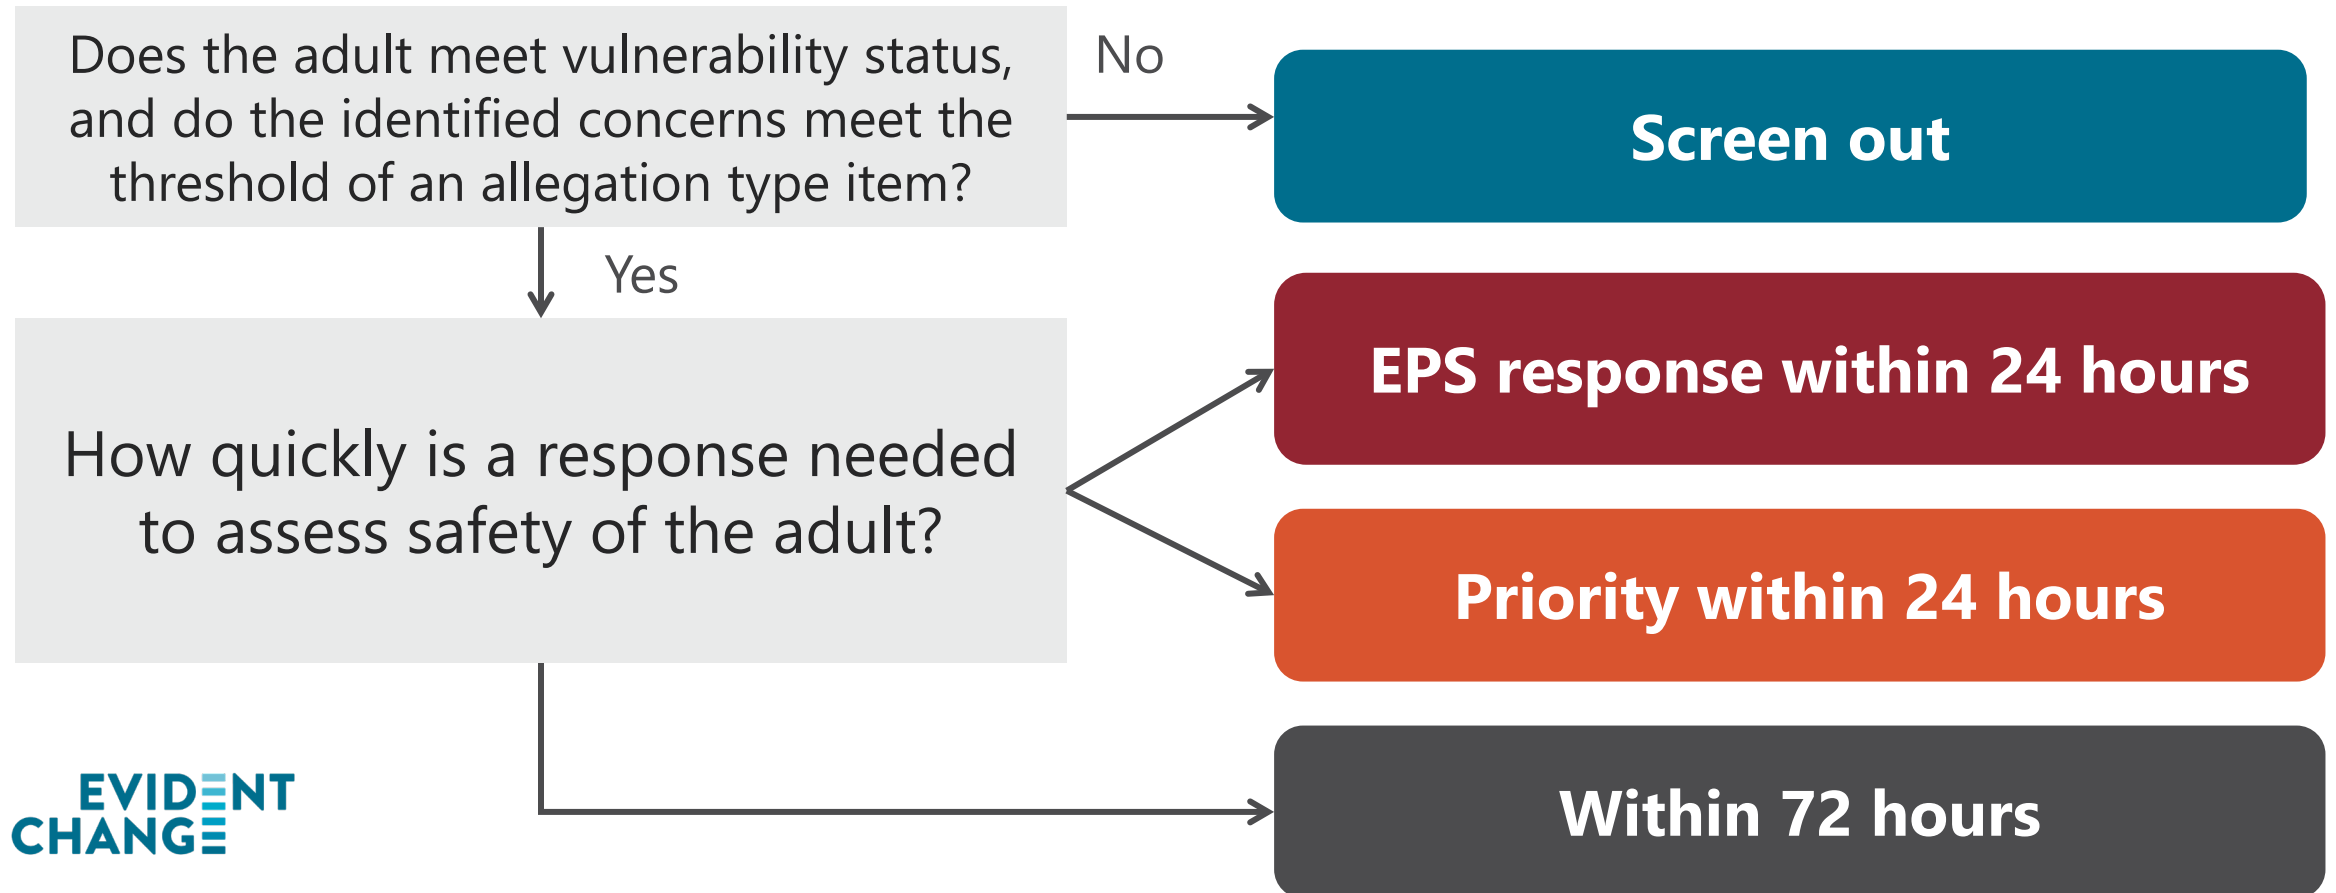 Does the adult meet vulnerability status,
and do the identified concerns meet the
threshold of an allegation type item?
No
Screen out
Yes
EPS response within 24 hours
How quickly is a response needed
to assess safety of the adult?
Priority within 24 hours
Within 72 hours
EVIDENT
CHANGE